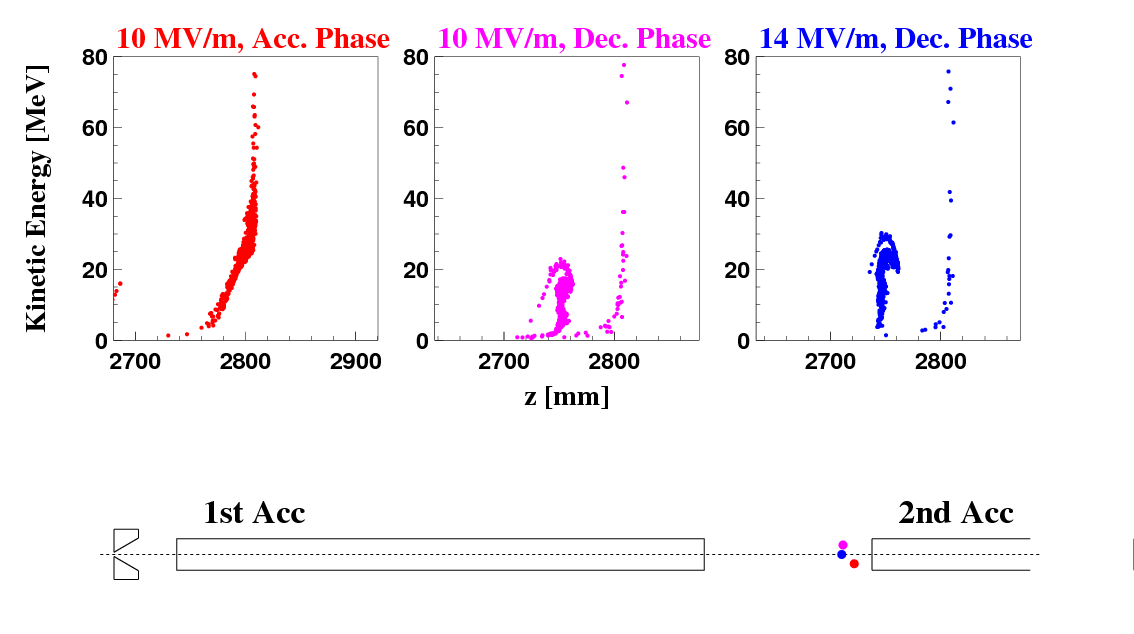 10 MV/m, Acc. Phase 10 MV/m, Dec. Phase 14 MV/m, Dec. Phase
Kinetic Energy [MeV]
80 80 80
60 60 60
40 40 40
20 20 20
0 0 0
2700 2800 2900 2700 2800 2700 2800
z [mm]
1st Acc 2nd Acc